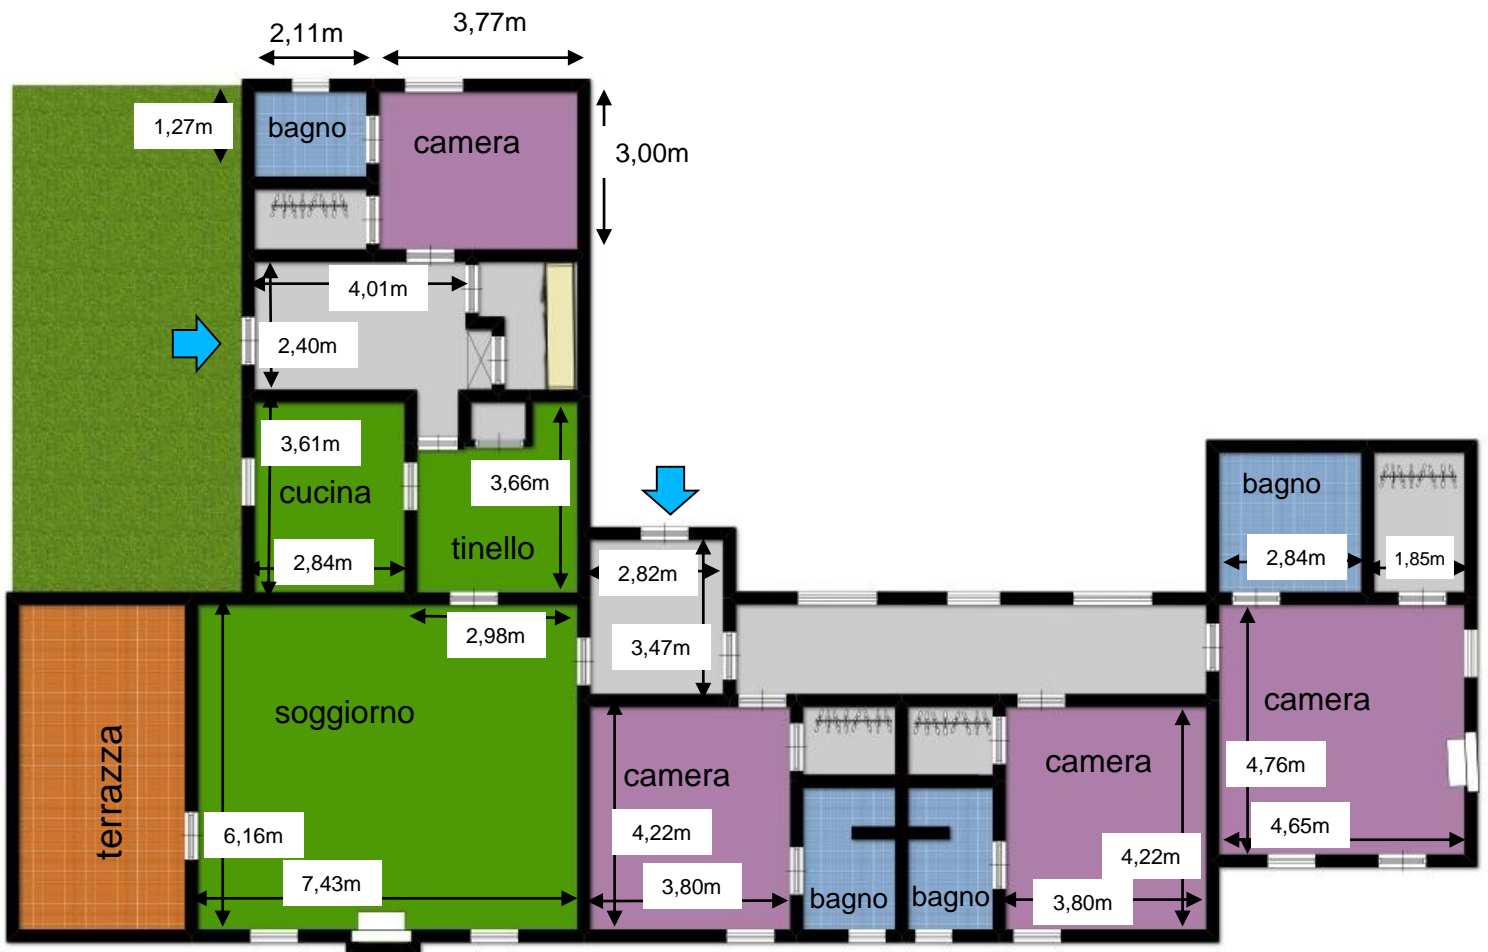 2,11m
3,77m
1,27m
bagno
camera
3,00m
4,01m
2,40m
3,61m
cucina
3,66m
tinello
2,84m
2,98m
2,82m
3,47m
bagno
2,84m
1,85m
soggiorno
terrazza
6,16m
7,43m
camera
4,22m
3,80m
bagno
bagno
camera
4,22m
3,80m
camera
4,76m
4,65m